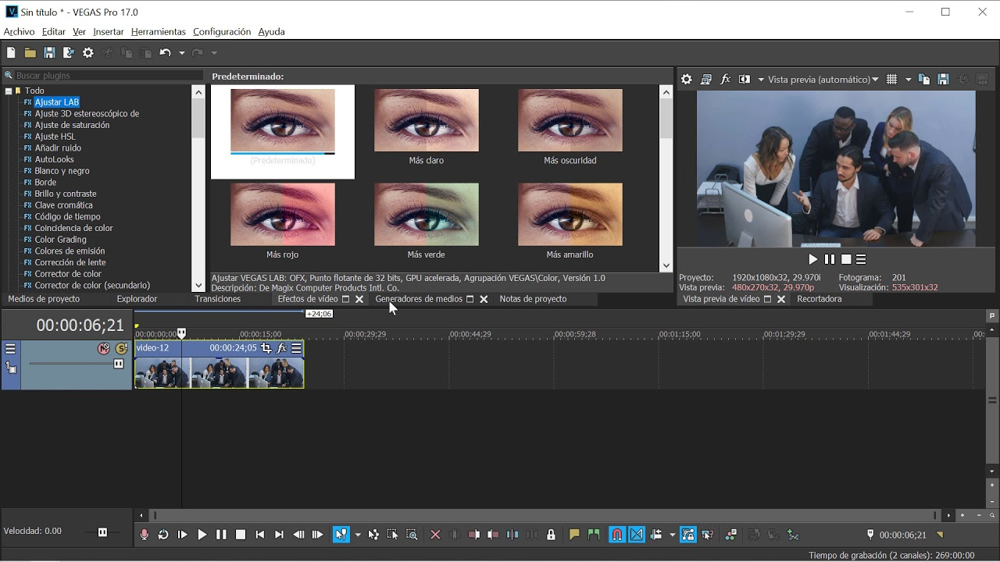 Sin título * - VEGAS Pro 17.0
Archivo Editar Ver Insertar Herramientas Configuración Ayuda
Buscar plugins
Todo
Ajustar LAB
Ajuste 3D estereoscópico de
Ajuste de saturación
Ajuste HSL
Añadir ruido
AutoLooks
Blanco y negro
Borde
Brillo y contraste
Clave cromática
Código de tiempo
Coincidencia de color
Color Grading
Colores de emisión
Corrección de lente
Corrector de color
Corrector de color (secundario)
Predeterminado:
(Predeterminado)
Más claro
Más oscuridad
Más rojo
Más verde
Más amarillo
Ajustar VEGAS LAB: OFX, Punto flotante de 32 bits, GPU acelerada, Agrupación VEGAS\Color, Versión 1.0
Descripción: De Magix Computer Products Intl. Co.
Vista previa (automático)
Proyecto: 1920x1080x32, 29.970i Fotograma: 201
Vista previa: 480x270x32, 29.970p Visualización: 535x301x32
Medios de proyecto Explorador Transiciones Efectos de vídeo Generadores de medios Notas de proyecto
Vista previa de vídeo Recortadora
00:00:06;21
+24;06
00:00:00;00 00:00:15;00 00:00:29;29 00:00:44;29 00:00:59;28 00:01:15;00 00:01:29;29 00:01:44;29 00:
video-12 00:00:24;05
Velocidad: 0.00
00:00:06;21
Tiempo de grabación (2 canales): 269:00:00